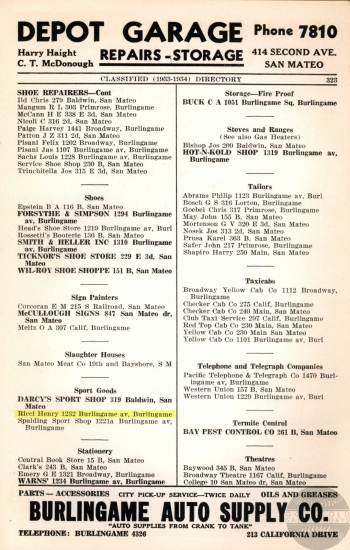 DEPOT GARAGE Phone 7810
Harry Haight
C. T. McDonough
REPAIRS-STORAGE
414 SECOND AVE.
SAN MATEO
CLASSIFIED (1933-1934) DIRECTORY 323
SHOE REPAIRERS—Cont
Ild Chris 279 Baldwin, San Mateo
Mangum R L 303 Primrose, Burlingame
McCann H E 338 E 3d, San Mateo
Nicoli C 316 2d, San Mateo
Paige Harvey 1441 Broadway, Burlingame
Patton J Z 311 2d, San Mateo
Pisani Felix 1202 Broadway, Burlingame
Pisani Jas 1107 Burlingame av, Burlingame
Sachs Louis 1228 Burlingame av, Burlingame
Service Shoe Shop 230 B, San Mateo
Trinchitella Jos 315 E 3d, San Mateo
Shoes
Epstein B A 116 B, San Mateo
FORSYTHE & SIMPSON 1294 Burlingame
av, Burlingame
Head's Shoe Store 1219 Burlingame av, Burl
Rossetti's Booterie 136 B, San Mateo
SMITH & HELLER INC 1310 Burlingame
av, Burlingame
TICKNOR'S SHOE STORE 229 E 3d, San
Mateo
WIL-ROY SHOE SHOPPE 151 B, San Mateo
Sign Painters
Corcoran E M 215 S Railroad, San Mateo
McCULLOUGH SIGNS 847 San Mateo dr,
San Mateo
Meltz O A 307 Calif, Burlingame
Slaughter Houses
San Mateo Meat Co 19th and Bayshore, S M
Sport Goods
DARCY'S SPORT SHOP 319 Baldwin, San
Mateo
Ricci Henry 1232 Burlingame av, Burlingame
Spalding Sport Shop 1221a Burlingame av,
Burlingame
Stationery
Central Book Store 15 B, San Mateo
Clark's 243 B, San Mateo
Emery G E 1321 Broadway, Burlingame
WARNS' 1234 Burlingame av, Burlingame
Storage—Fire Proof
BUCK C A 1051 Burlingame Sq, Burlingame
Stoves and Ranges
(See also Gas Heaters)
Bishop Jos 209 Baldwin, San Mateo
HOT-N-KOLD SHOP 1319 Burlingame av,
Burlingame
Tailors
Abrams Philip 1123 Burlingame av, Burl
Bosch G S 316 Lorton, Burlingame
Goebel Chris 317 Primrose, Burlingame
May John 155 B, San Mateo
Mortenson G V 320 E 3d, San Mateo
Nosek Jos 313 2d, San Mateo
Prusa Karel 363 B, San Mateo
Safer John 217 Primrose, Burlingame
Shapiro Harry 250 Main, San Mateo
Taxicabs
Broadway Yellow Cab Co 1112 Broadway,
Burlingame
Checker Cab Co 275 Calif, Burlingame
Checker Cab Co 240 Main, San Mateo
Club Taxi Service 297 Calif, Burlingame
Red Top Cab Co 230 Main, San Mateo
Yellow Cab Co 230 Main, San Mateo
Yellow Cab Co 1101 Burlingame av, Burl
Telephone and Telegraph Companies
Pacific Telephone & Telegraph Co 1470 Burl-
ingame av, Burlingame
Western Union 157 B, San Mateo
Western Union 1229 Burlingame av, Burl
Termite Control
BAY PEST CONTROL CO 261 B, San Mateo
Theatres
Baywood 345 B, San Mateo
Broadway Theatre 1167 Calif, Burlingame
College 10 San Mateo dr, San Mateo
PARTS — ACCESSORIES CITY PICK-UP SERVICE—TWICE DAILY OILS AND GREASES
BURLINGAME AUTO SUPPLY CO.
"AUTO SUPPLIES FROM CRANK TO TANK"
TELEPHONE: BURLINGAME 4326 213 CALIFORNIA DRIVE